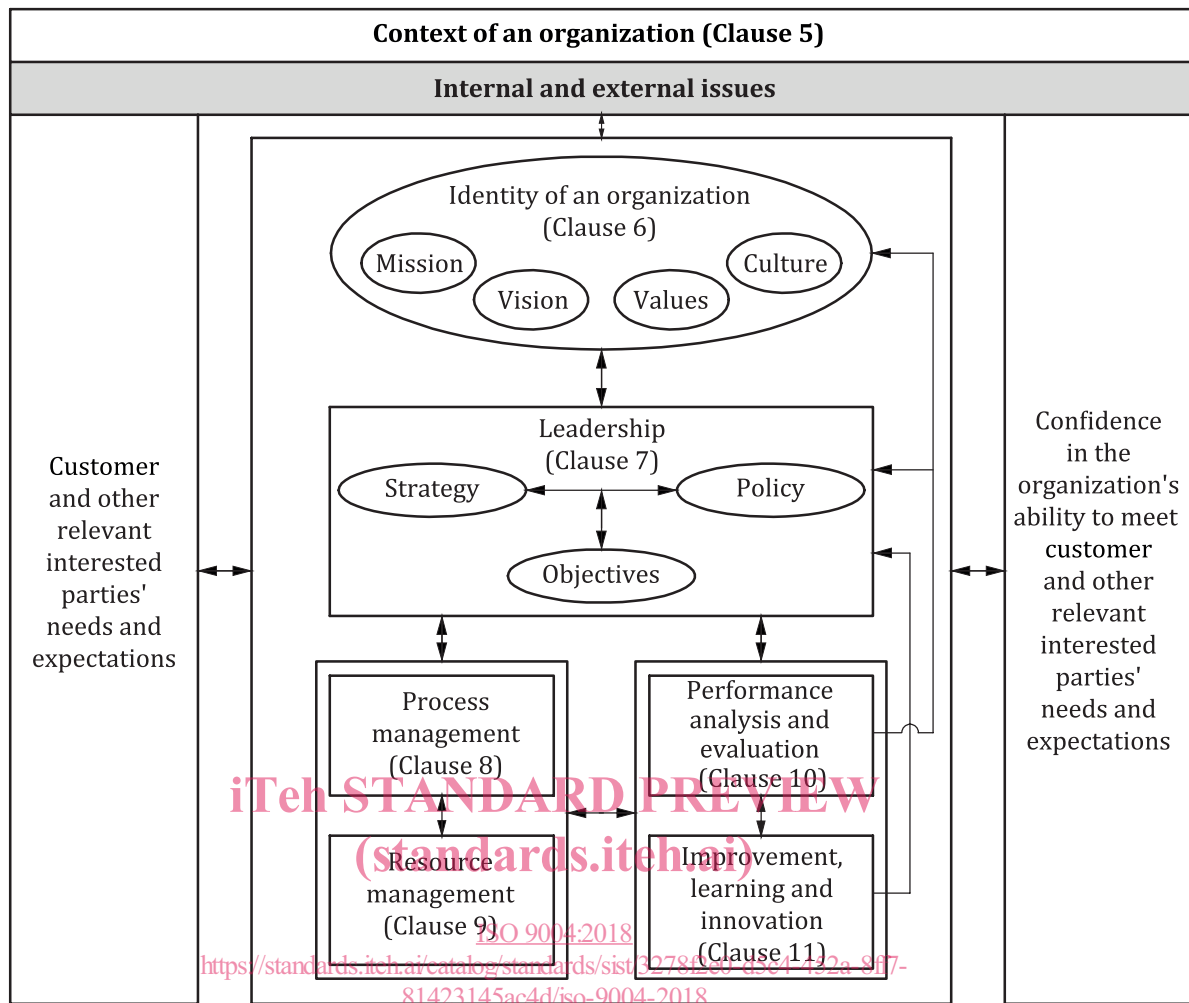 Context of an organization (Clause 5)
Internal and external issues
Customer
and other
relevant
interested
parties'
needs and
expectations
Identity of an organization
(Clause 6)
Mission
Vision
Values
Culture
Leadership
(Clause 7)
Strategy
Policy
Objectives
Process
management
(Clause 8)
Resource
management
(Clause 9)
Performance
analysis and
evaluation
(Clause 10)
Improvement,
learning and
innovation
(Clause 11)
Confidence
in the
organization's
ability to meet
customer
and other
relevant
interested
parties'
needs and
expectations
iTeh STANDARD PREVIEW
(standards.iteh.ai)
ISO 9004:2018
https://standards.iteh.ai/catalog/standards/sist/3278f2e0-d5c4-452a-8ff7-
81423145ac4d/iso-9004-2018